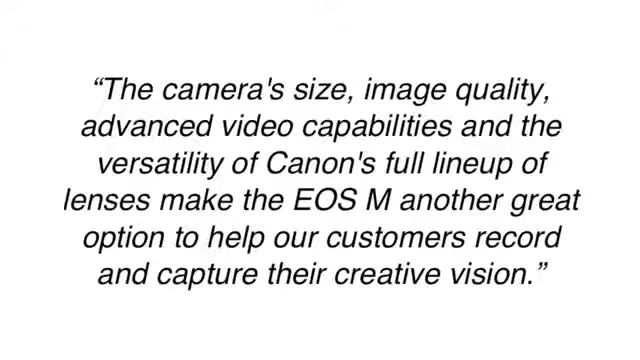 “The camera's size, image quality,
advanced video capabilities and the
versatility of Canon's full lineup of
lenses make the EOS M another great
option to help our customers record
and capture their creative vision.”